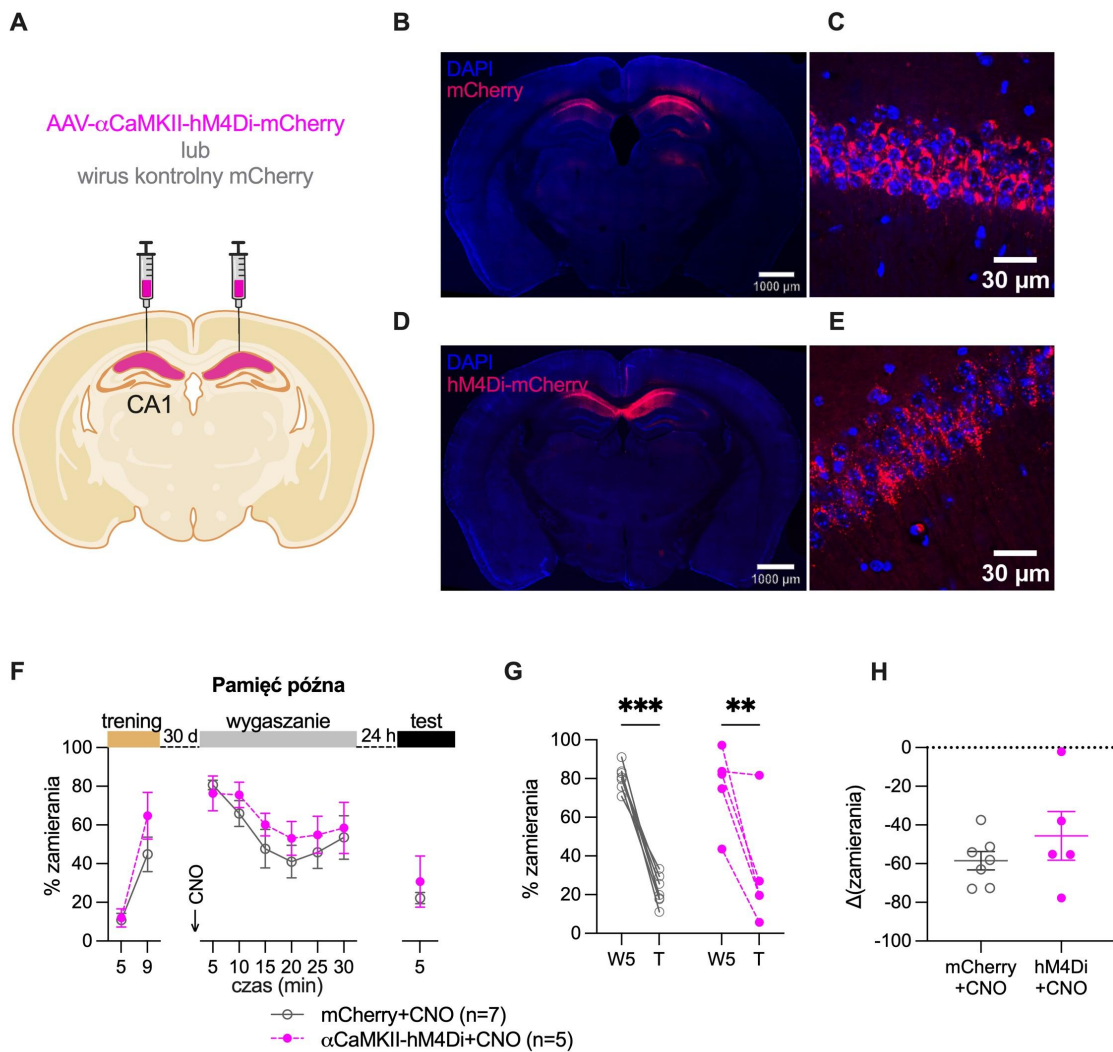 A
AAV-αCaMKII-hM4Di-mCherry
lub
wirus kontrolny mCherry
CA1
B
DAPI
mCherry
1000 µm
C
30 µm
D
DAPI
hM4Di-mCherry
1000 µm
E
30 µm
F
Pamięć późna
trening
30 d
wygaszanie
24 h
test
% zamierania
100
80
60
40
20
0
CNO
5 9
5 10 15 20 25 30
5
czas (min)
mCherry+CNO (n=7)
αCaMKII-hM4Di+CNO (n=5)
G
*** **
% zamierania
100
80
60
40
20
0
W5 T W5 T
H
Δ(zamierania)
0
-20
-40
-60
-80
-100
mCherry
+CNO
hM4Di
+CNO